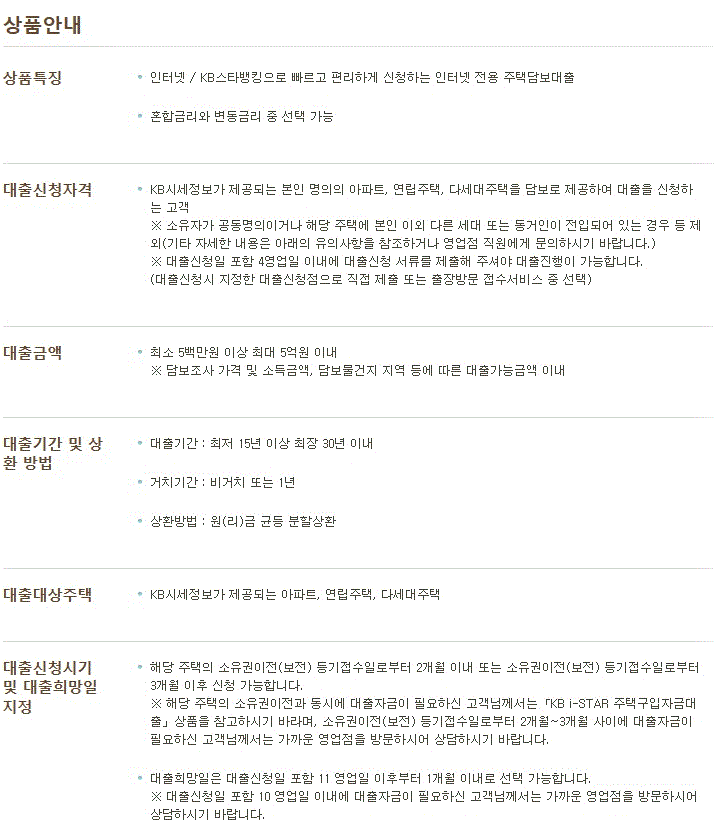 상품안내
상품특징
인터넷 / KB스타뱅킹으로 빠르고 편리하게 신청하는 인터넷 전용 주택담보대출
혼합금리와 변동금리 중 선택 가능
대출신청자격
KB시세정보가 제공되는 본인 명의의 아파트, 연립주택, 다세대주택을 담보로 제공하여 대출을 신청하
는 고객
※ 소유자가 공동명의이거나 해당 주택에 본인 이외 다른 세대 또는 동거인이 전입되어 있는 경우 등 제
외(기타 자세한 내용은 아래의 유의사항을 참조하거나 영업점 직원에게 문의하시기 바랍니다.)
※ 대출신청일 포함 4영업일 이내에 대출신청 서류를 제출해 주셔야 대출진행이 가능합니다.
(대출신청시 지정한 대출신청점으로 직접 제출 또는 출장방문 접수서비스 중 선택)
대출금액
최소 5백만원 이상 최대 5억원 이내
※ 담보조사 가격 및 소득금액, 담보물건지 지역 등에 따른 대출가능금액 이내
대출기간 및 상
환 방법
대출기간 : 최저 15년 이상 최장 30년 이내
거치기간 : 비거치 또는 1년
상환방법 : 원(리)금 균등 분할상환
대출대상주택
KB시세정보가 제공되는 아파트, 연립주택, 다세대주택
대출신청시기
및 대출희망일
지정
해당 주택의 소유권이전(보전) 등기접수일로부터 2개월 이내 또는 소유권이전(보전) 등기접수일로부터
3개월 이후 신청 가능합니다.
※ 해당 주택의 소유권이전과 동시에 대출자금이 필요하신 고객님께서는 「KB i-STAR 주택구입자금대
출」 상품을 참고하시기 바라며, 소유권이전(보전) 등기접수일로부터 2개월~3개월 사이에 대출자금이
필요하신 고객님께서는 가까운 영업점을 방문하시어 상담하시기 바랍니다.
대출희망일은 대출신청일 포함 11 영업일 이후부터 1개월 이내로 선택 가능합니다.
※ 대출신청일 포함 10 영업일 이내에 대출자금이 필요하신 고객님께서는 가까운 영업점을 방문하시어
상담하시기 바랍니다.